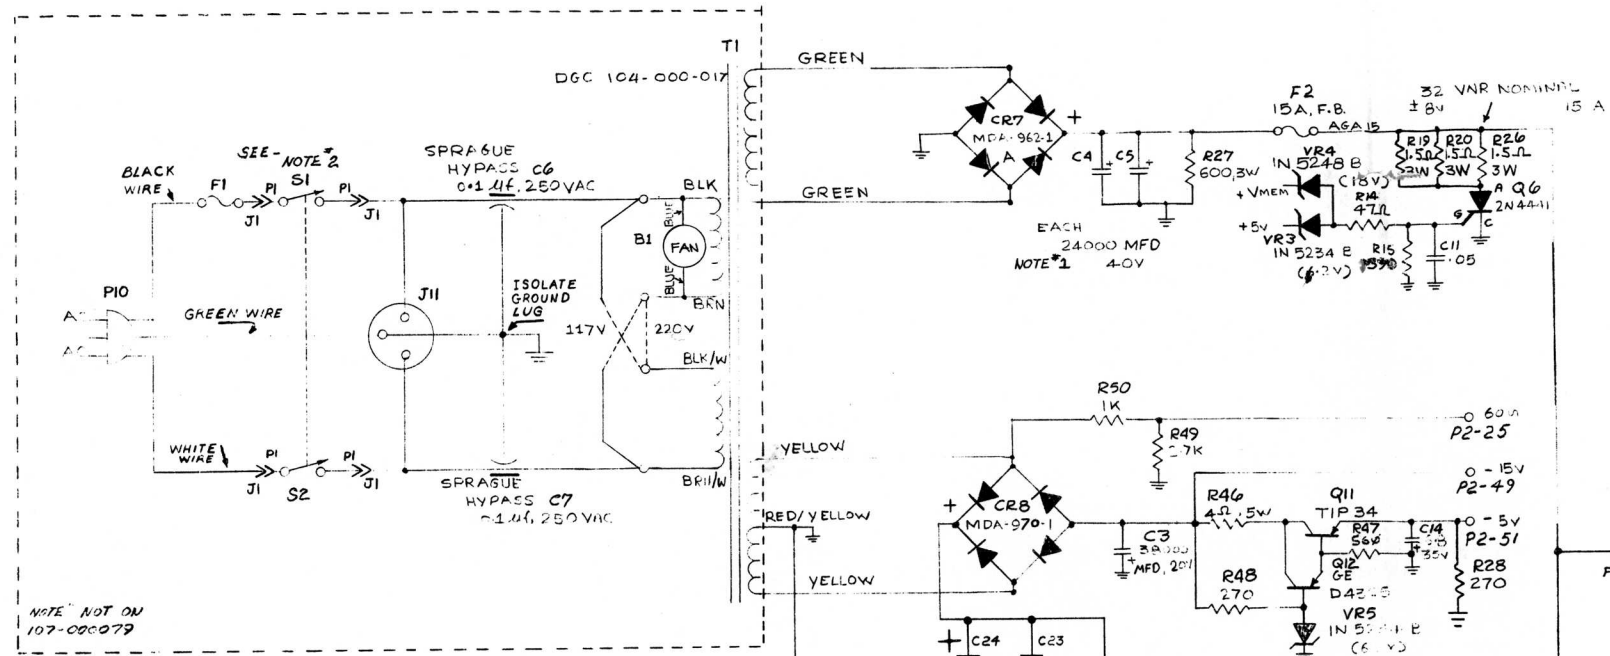 T1
DGC 104-000-017
GREEN
GREEN
BLACK
WIRE
F1
P1
J1
SEE-NOTE #2
S1
P1
J1
SPRAGUE
HYPASS C6
0.1 µf, 250 VAC
BLK
BLUE
B1
FAN
BLUE
BRN
P10
GREEN WIRE
J11
ISOLATE
GROUND
LUG
117V
220V
BLK/W
WHITE
WIRE
P1
J1
S2
P1
J1
SPRAGUE
HYPASS C7
250 VAC
YELLOW
RED/YELLOW
YELLOW
NOTE NOT ON
107-000079
CR7
MDA-962-1
A
+
C4
+
C5
+
R27
600,3W
EACH
24000 MFD
40V
NOTE #1
F2
15A, F.B.
AGA 15
32 VNR NOMINAL
± 8v
15 A
R19
1.5Ω
3W
R20
1.5Ω
3W
R26
1.5Ω
3W
VR4
IN 5248 B
(18V)
+VMEM
R14
47Ω
+5v
VR3
IN 5234 B
R15
C11
.05
A Q6
G
C
R50
1K
R49
P2-25
- 15v
P2-49
+
CR8
MDA-970-1
C3
+
MFD,
R46
4Ω .5W
Q11
TIP 34
R47
C14
+ 35V
- 5v
P2-51
R28
270
R48
270
Q12
GE
VR5
+
C24
C23